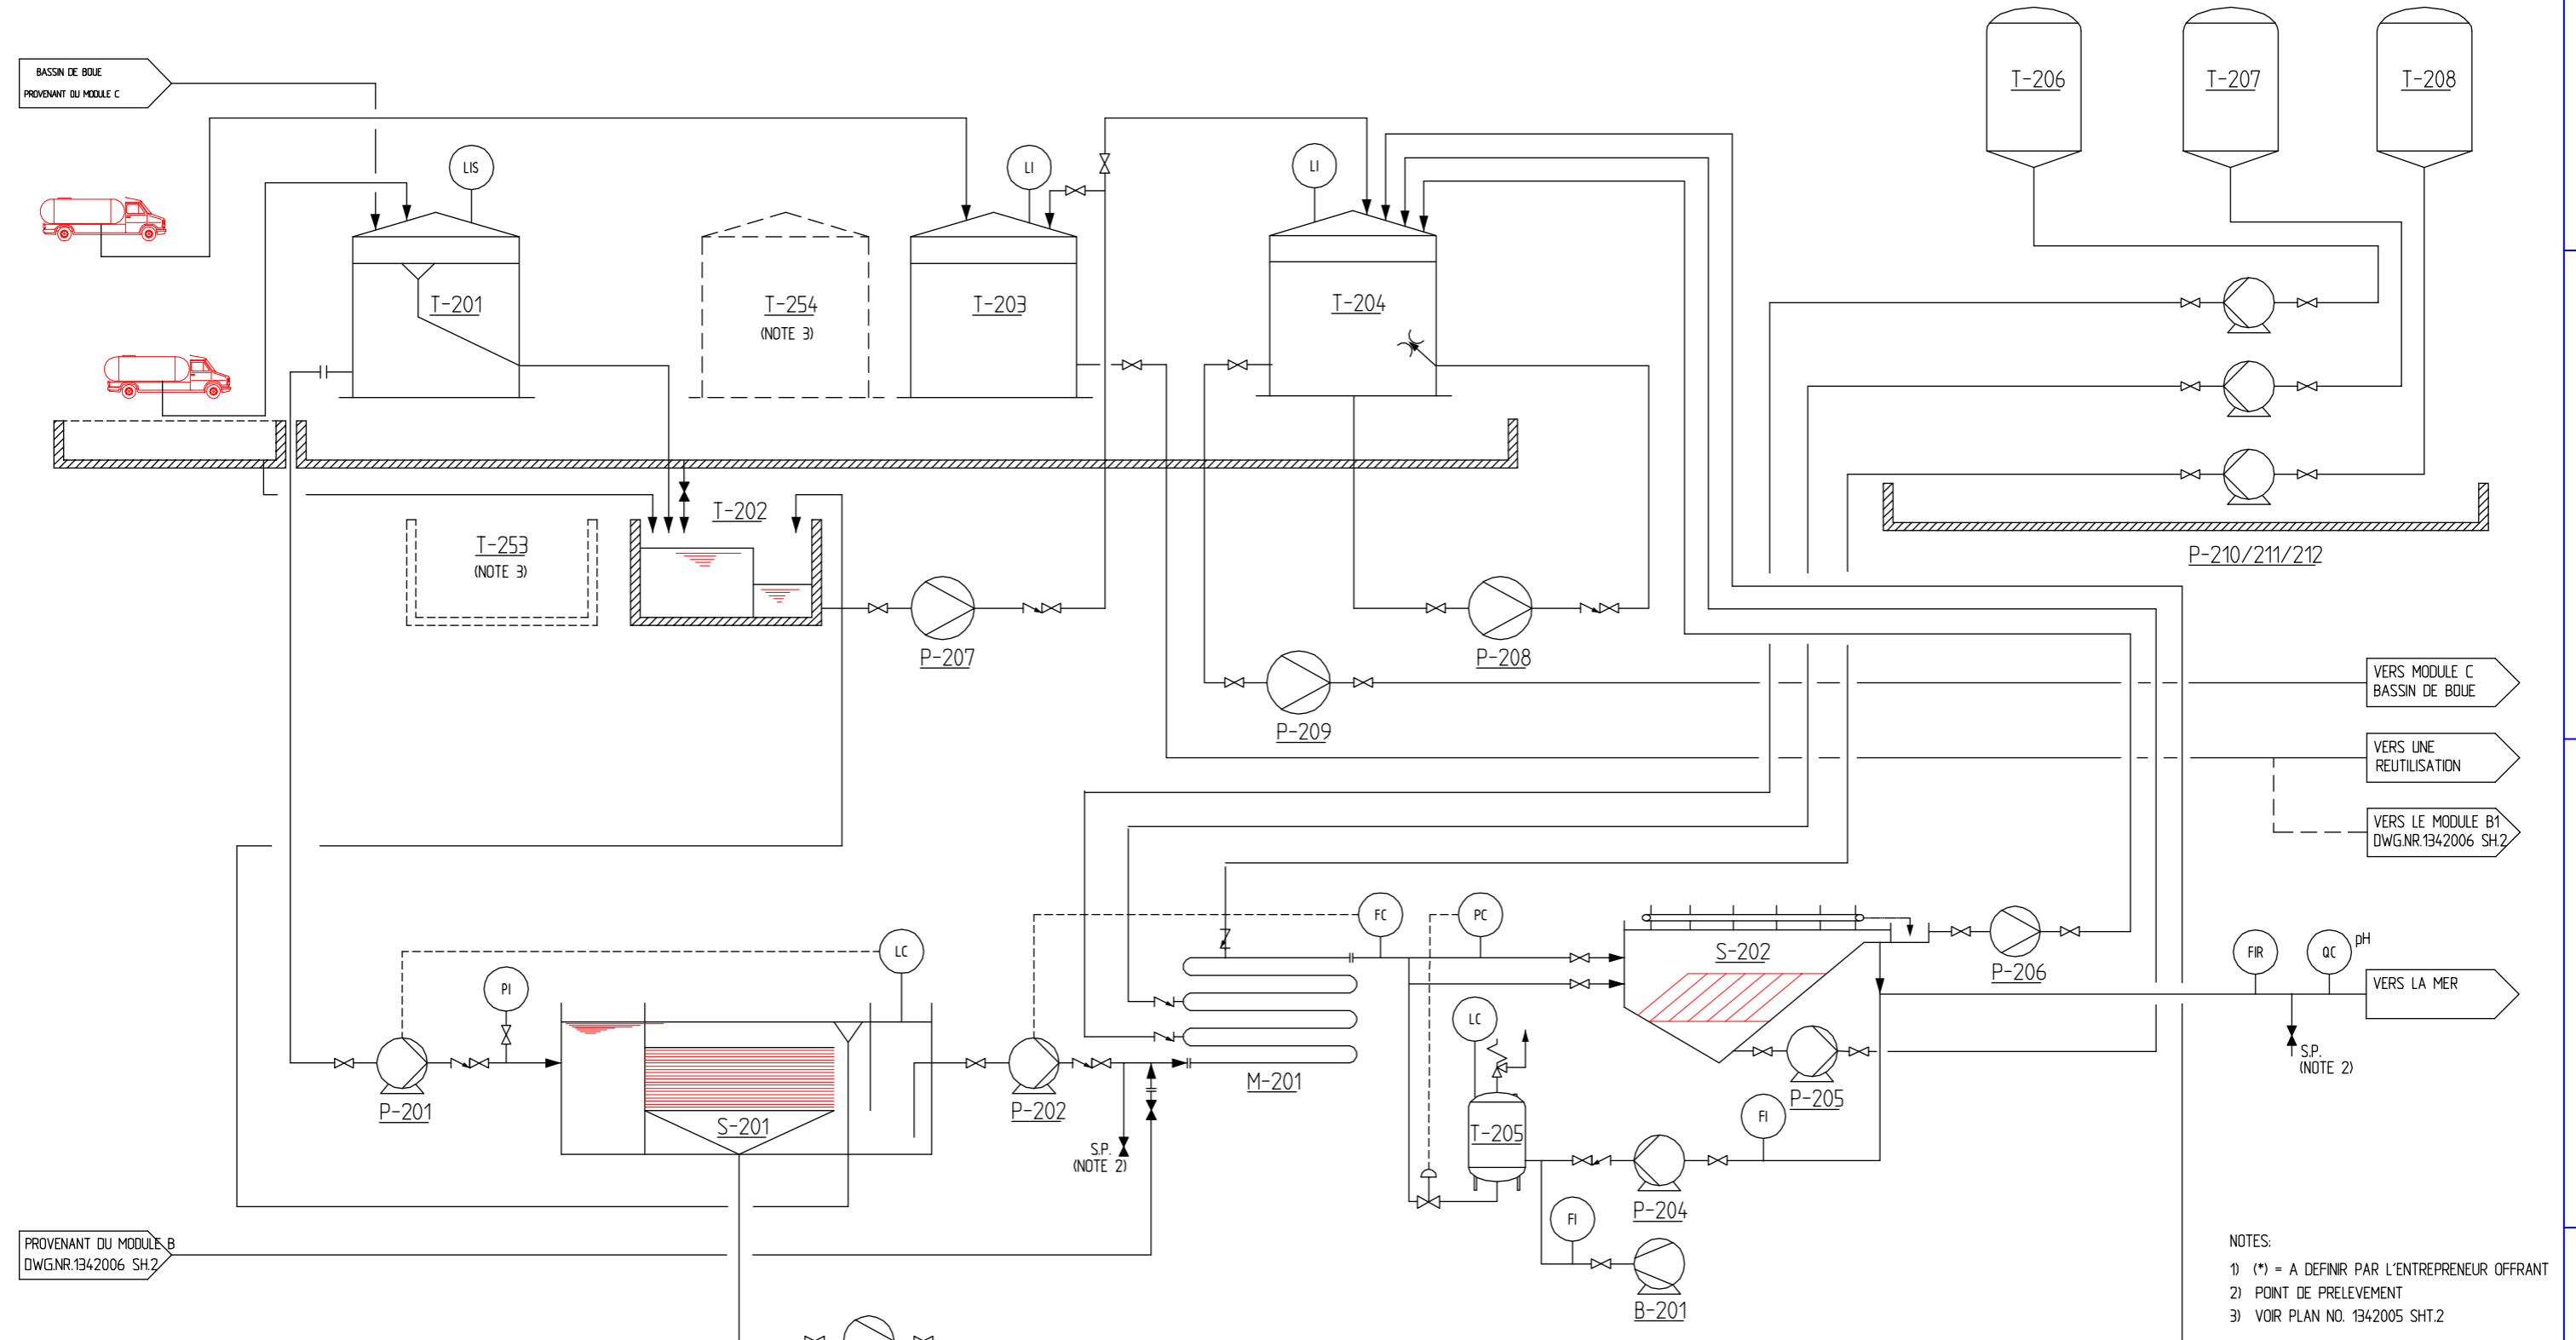 BASSIN DE BOUE
PROVENANT DU MODULE C
T-206
T-207
T-208
LIS
LI
LI
T-201
T-254
(NOTE 3)
T-203
T-204
T-202
T-253
(NOTE 3)
P-210/211/212
P-207
P-208
P-209
VERS MODULE C
BASSIN DE BOUE
VERS UNE
REUTILISATION
VERS LE MODULE B1
DWG.NR.1342006 SH.2
FC
PC
LC
PI
S-202
P-206
FIR
QC
pH
VERS LA MER
LC
S.P.
(NOTE 2)
P-201
S-201
P-202
M-201
P-205
FI
T-205
S.P.
(NOTE 2)
P-204
FI
B-201
PROVENANT DU MODULE B
DWG.NR.1342006 SH.2
NOTES:
1) (*) = A DEFINIR PAR L'ENTREPRENEUR OFFRANT
2) POINT DE PRELEVEMENT
3) VOIR PLAN NO. 1342005 SHT.2